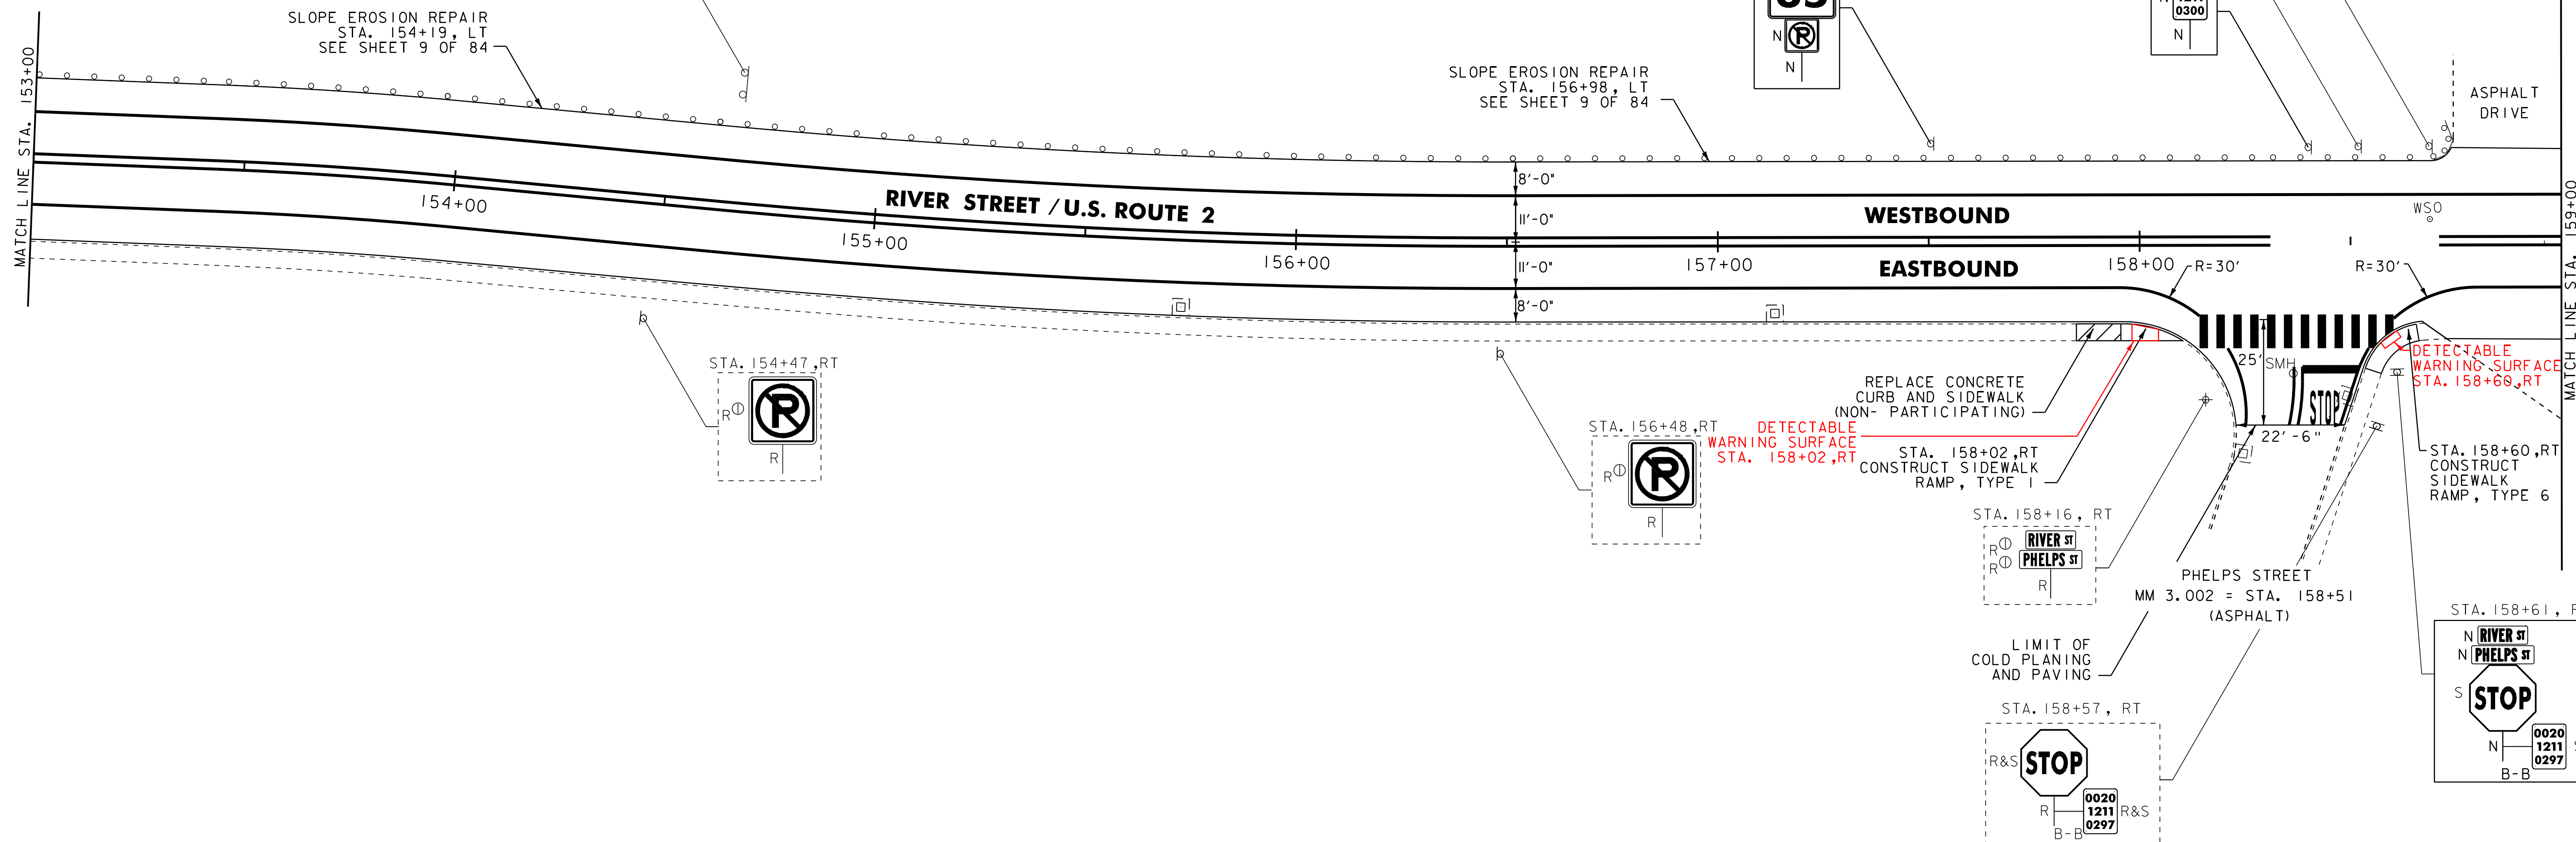 SLOPE EROSION REPAIR
STA. 154+19, LT
SEE SHEET 9 OF 84
MATCH LINE STA. 153+00
N
N
SLOPE EROSION REPAIR
STA. 156+98, LT
SEE SHEET 9 OF 84
0300
N
ASPHALT
DRIVE
8'-0"
11'-0"
11'-0"
8'-0"
RIVER STREET / U.S. ROUTE 2
WESTBOUND
EASTBOUND
154+00
155+00
156+00
157+00
158+00
R=30'
R=30'
WSO
MATCH LINE STA. 159+00
STA. 154+47,RT
R
P
R
STA.156+48,RT
R
P
R
REPLACE CONCRETE
CURB AND SIDEWALK
(NON- PARTICIPATING)
DETECTABLE
WARNING SURFACE
STA. 158+02,RT
STA. 158+02,RT
CONSTRUCT SIDEWALK
RAMP, TYPE 1
25'
SMH
STOP
22'-6"
DETECTABLE
WARNING SURFACE
STA.158+60,RT
STA.158+60,RT
CONSTRUCT
SIDEWALK
RAMP, TYPE 6
STA.158+16, RT
R RIVER ST
R PHELPS ST
R
PHELPS STREET
MM 3.002 = STA. 158+51
(ASPHALT)
LIMIT OF
COLD PLANING
AND PAVING
STA.158+57, RT
R&S STOP
R
0020
1211
0297
R&S
B-B
STA.158+61,
N RIVER ST
N PHELPS ST
S STOP
N
0020
1211
0297
B-B